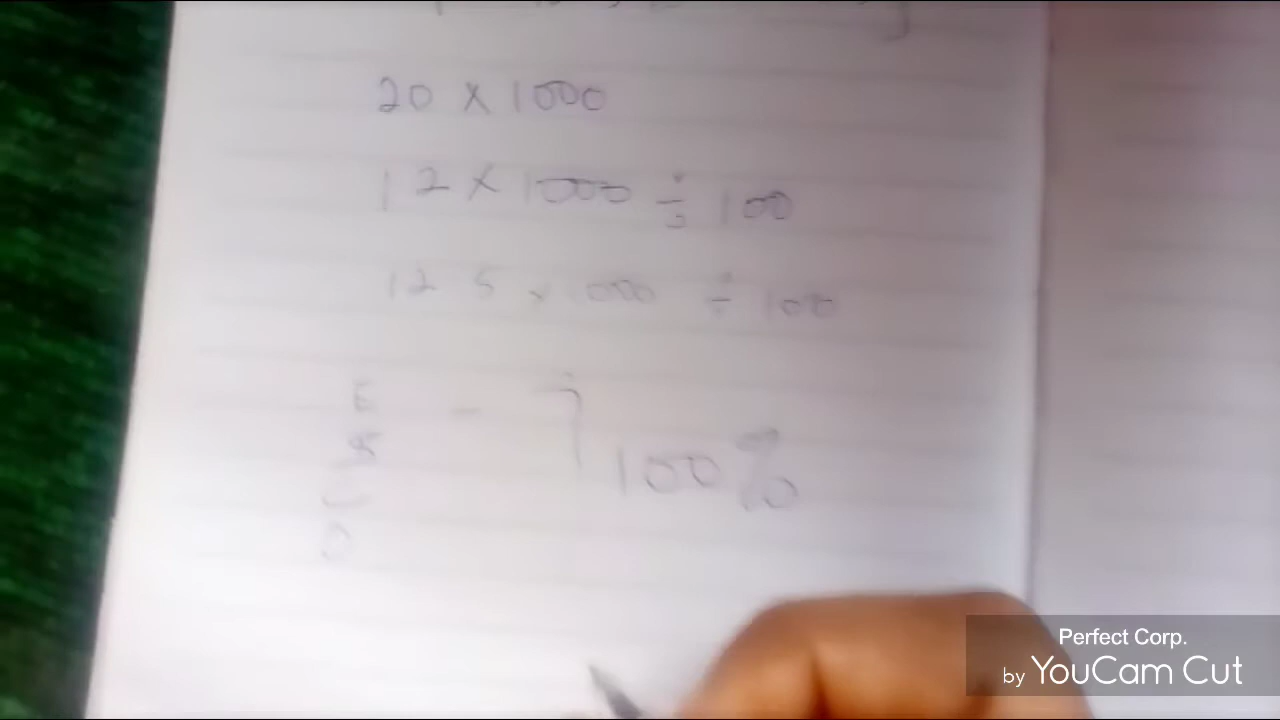 20 × 1000
12 × 1000 ÷ 100
12 5 × 1000 ÷ 100
E -
100%
Perfect Corp.
by YouCam Cut